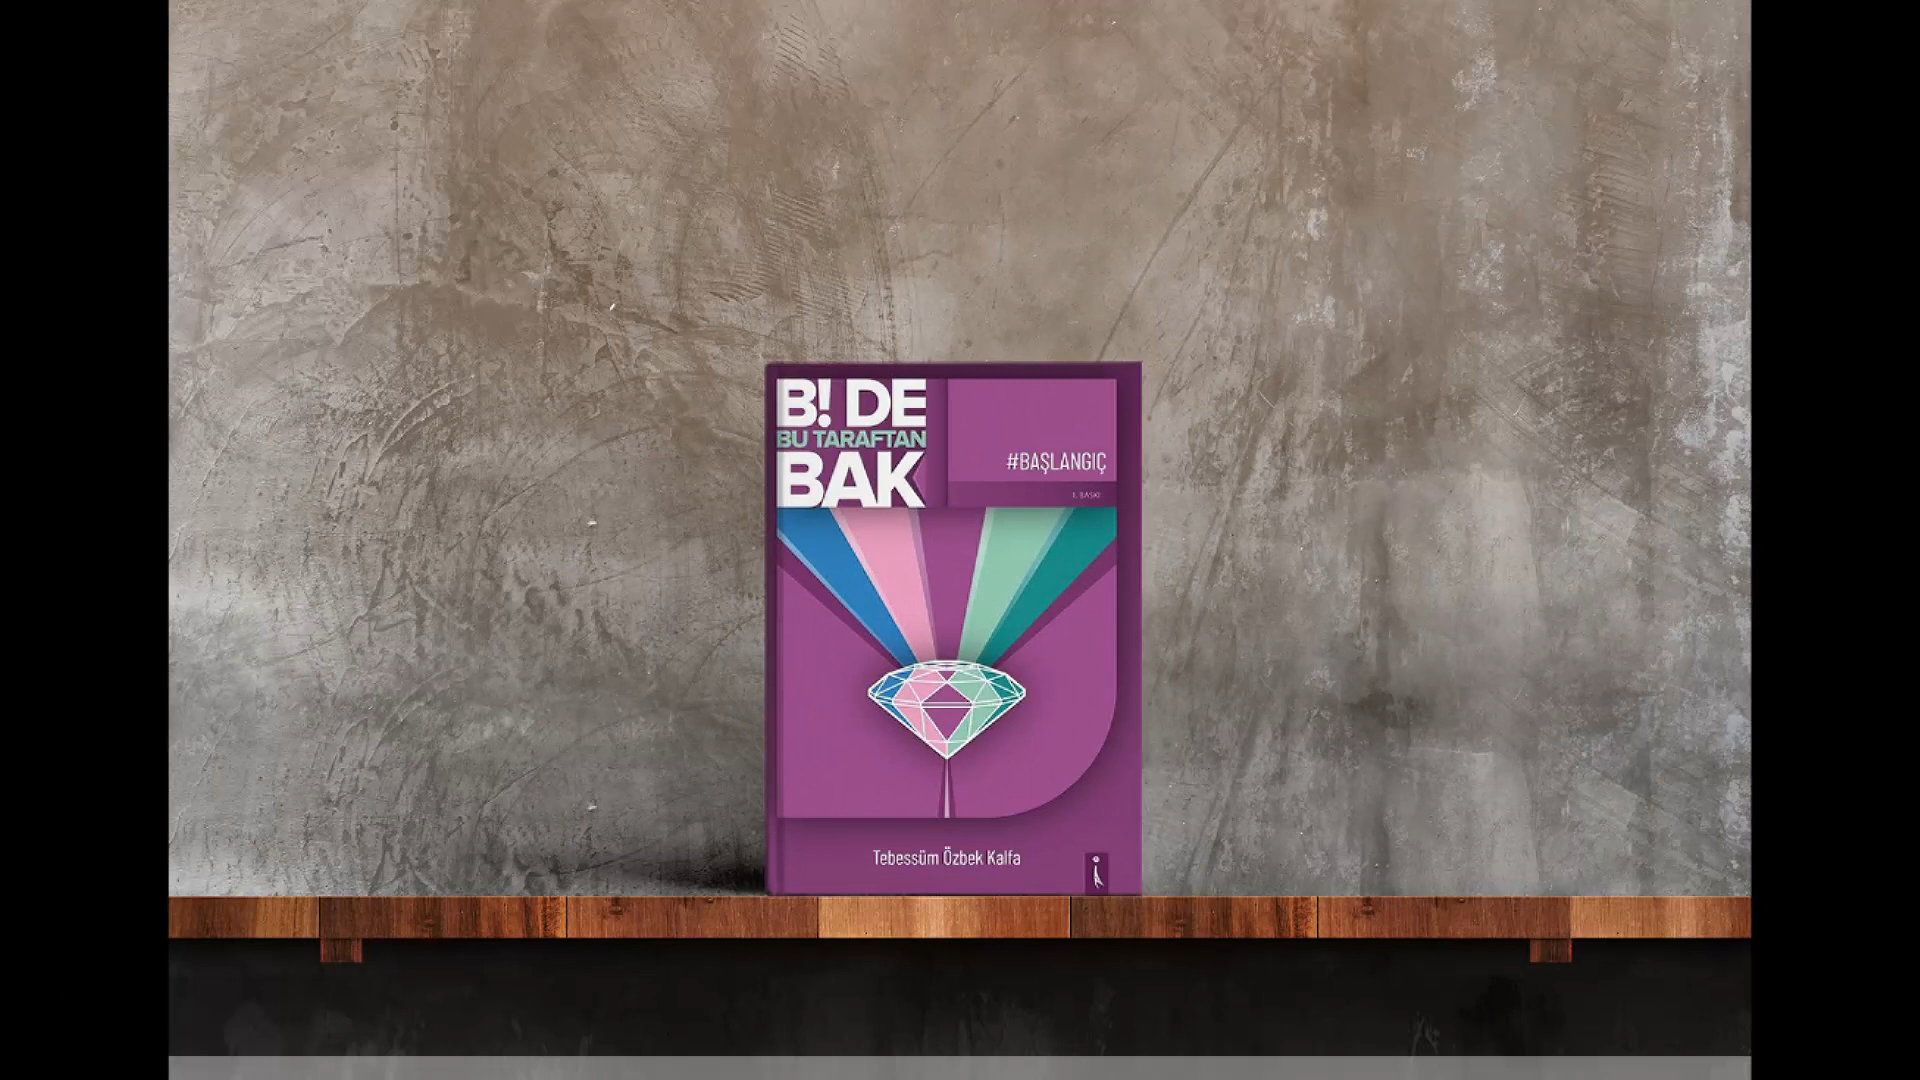 B! DE
BU TARAFTAN
BAK
#BAŞLANGIÇ
1. BASKI
Tebessüm Özbek Kalfa